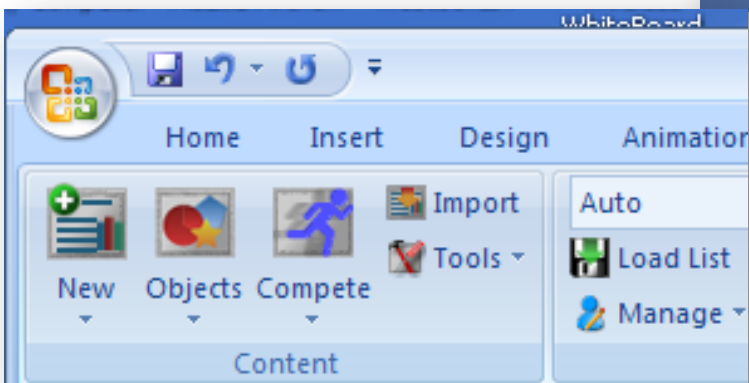 WhiteBoard
Home Insert Design Animation
New Objects Compete Import Tools
Content
Auto
Load List
Manage